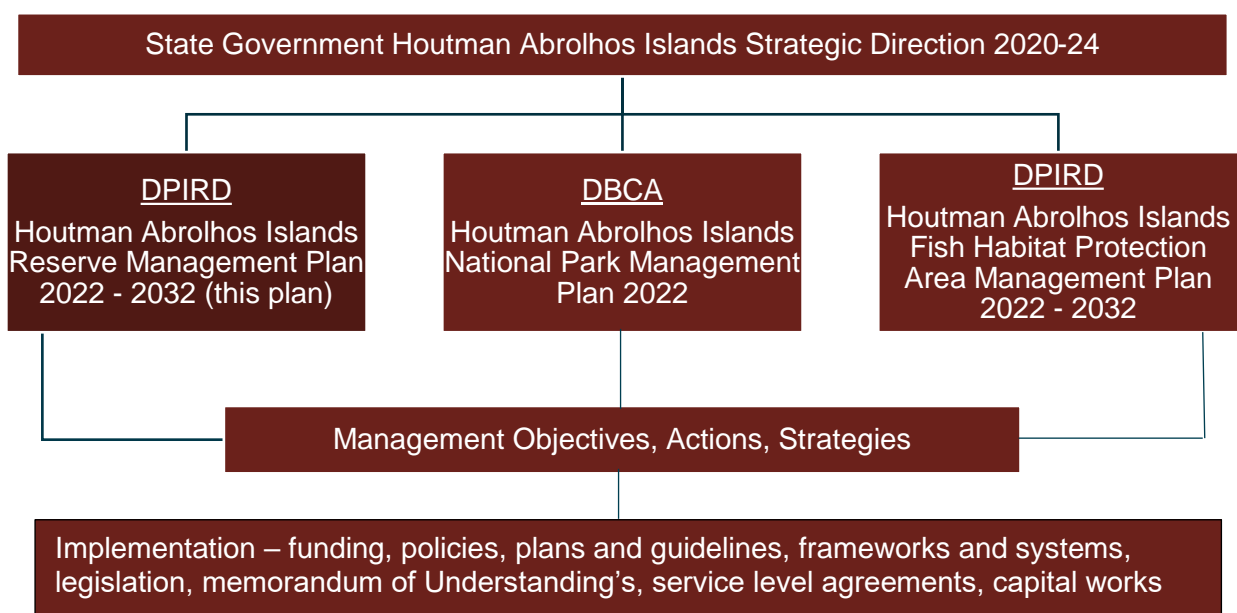 State Government Houtman Abrolhos Islands Strategic Direction 2020-24
DPIRD
Houtman Abrolhos Islands
Reserve Management Plan
2022 - 2032 (this plan)
DBCA
Houtman Abrolhos Islands
National Park Management
Plan 2022
DPIRD
Houtman Abrolhos Islands
Fish Habitat Protection
Area Management Plan
2022 - 2032
Management Objectives, Actions, Strategies
Implementation – funding, policies, plans and guidelines, frameworks and systems,
legislation, memorandum of Understanding's, service level agreements, capital works